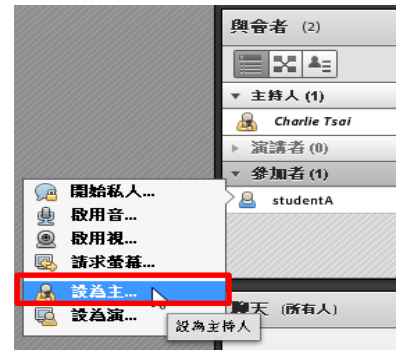 與會者 (2)
主持人 (1)
Charlie Tsai
演講者 (0)
參加者 (1)
studentA
開始私人...
啟用音...
啟用視...
請求螢幕...
設為主...
設為演...
設為主持人
聊天 (所有人)